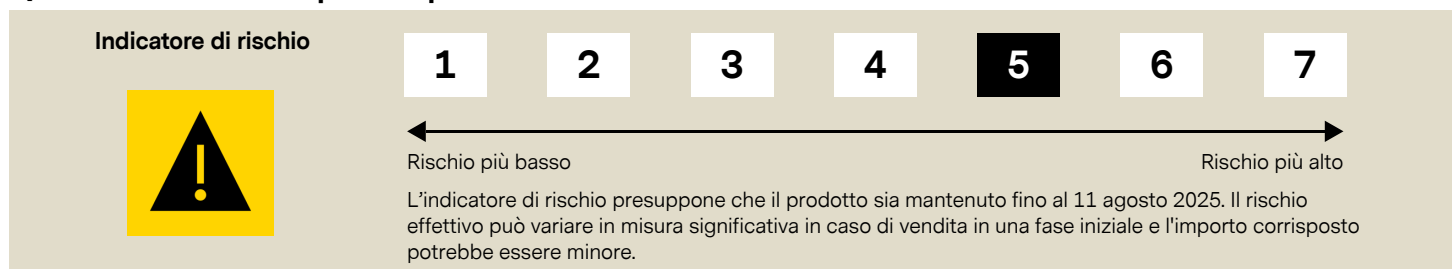 Indicatore di rischio
1 2 3 4 5 6 7
Rischio più basso Rischio più alto
L'indicatore di rischio presuppone che il prodotto sia mantenuto fino al 11 agosto 2025. Il rischio
effettivo può variare in misura significativa in caso di vendita in una fase iniziale e l'importo corrisposto
potrebbe essere minore.